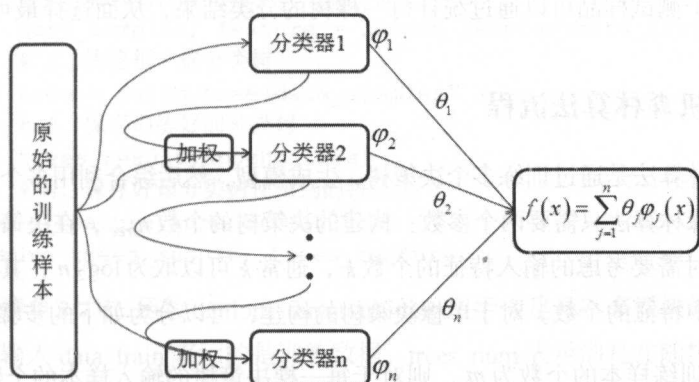 原始的训练样本
分类器1
φ1
θ1
加权
分类器2
φ2
θ2
f(x)=∑_{j=1}^{n}θjφj(x)
θn
加权
分类器n
φn